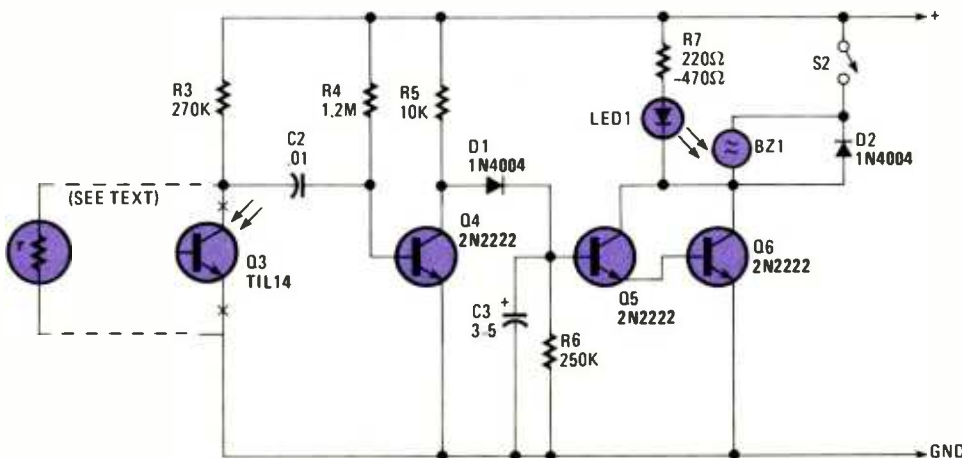 +
R3
270K
R4
1.2M
R5
10K
R7
220Ω
-470Ω
S2
LED1
BZ1
D2
1N4004
C2
.01
D1
1N4004
(SEE TEXT)
r
Q3
TIL14
Q4
2N2222
Q5
2N2222
Q6
2N2222
+
C3
3.5
R6
250K
GND